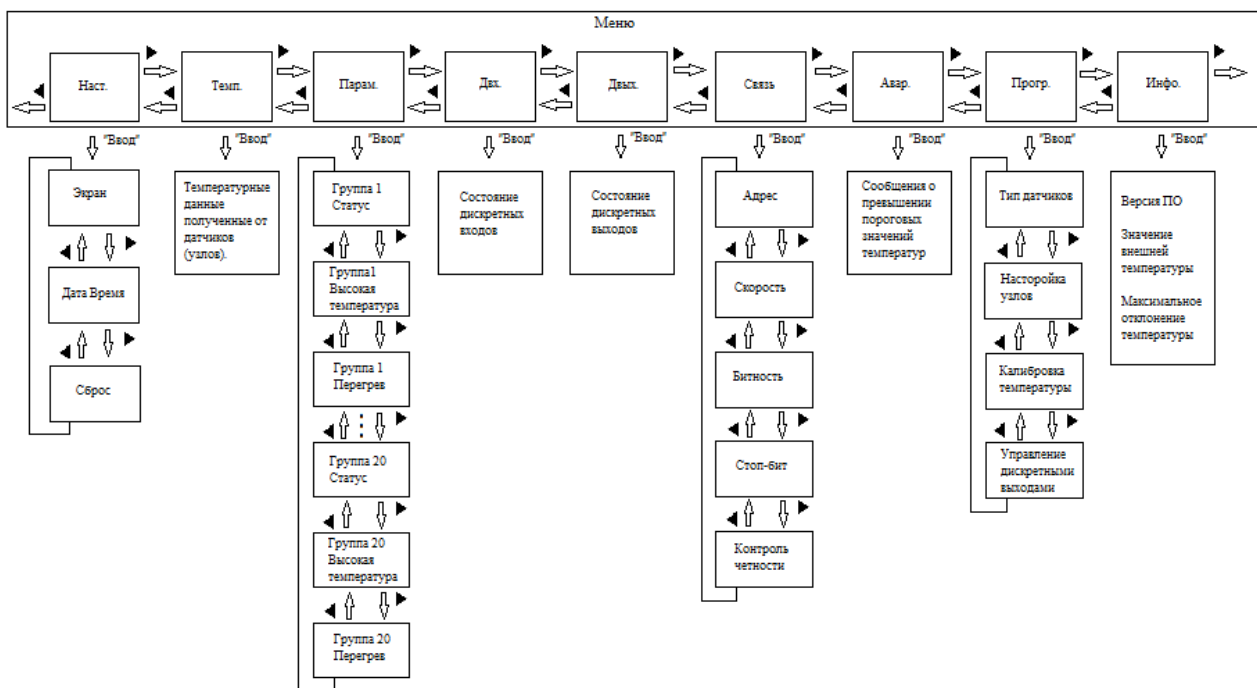 Меню
Наст.
Темп.
Парам.
Двх.
Двых.
Связь
Авар.
Прогр.
Инфо.
"Ввод"
"Ввод"
"Ввод"
"Ввод"
"Ввод"
"Ввод"
"Ввод"
"Ввод"
"Ввод"
Экран
Дата Время
Сброс
Температурные
данные
полученные от
датчиков
(узлов).
Группа 1
Статус
Группа1
Высокая
температура
Группа 1
Перегрев
Группа 20
Статус
Группа 20
Высокая
температура
Группа 20
Перегрев
Состояние
дискретных
входов
Состояние
дискретных
выходов
Адрес
Скорость
Битность
Стоп-бит
Контроль
четности
Сообщения о
превышении
пороговых
значений
температур
Тип датчиков
Насторойка
узлов
Калибровка
температуры
Управление
дискретными
выходами
Версия ПО
Значение
внешней
температуры
Максимальное
отклонение
температуры